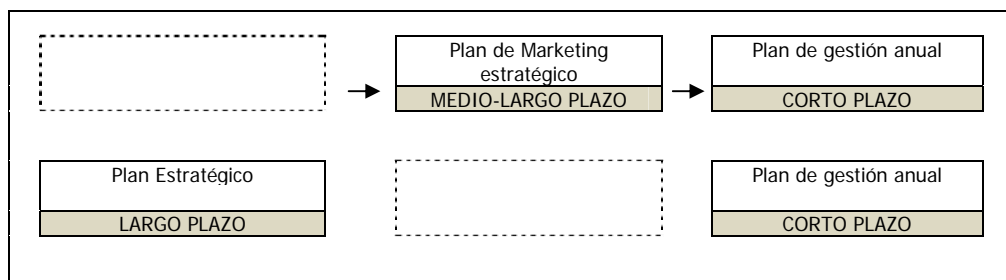 Plan de Marketing
estratégico
MEDIO-LARGO PLAZO
Plan de gestión anual
CORTO PLAZO
Plan Estratégico
LARGO PLAZO
Plan de gestión anual
CORTO PLAZO